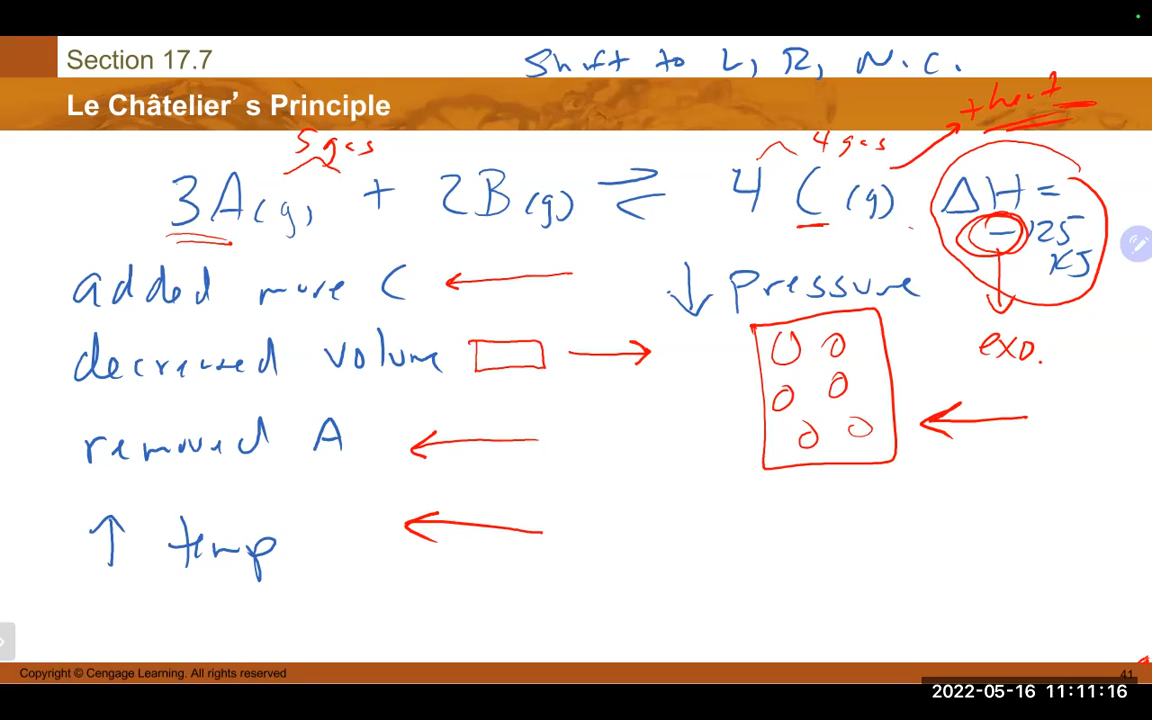 Section 17.7
Shift to L, R, N.C.
Le Châtelier's Principle
+ heat
5 gas
4 gas
3A(g) + 2B(g) ⇌ 4C(g) ΔH = -125 KJ
added more C ←
↓ Pressure
decreased volume →
exo.
removed A ←
←
↑ temp ←
Copyright © Cengage Learning. All rights reserved
41
2022-05-16 11:11:16